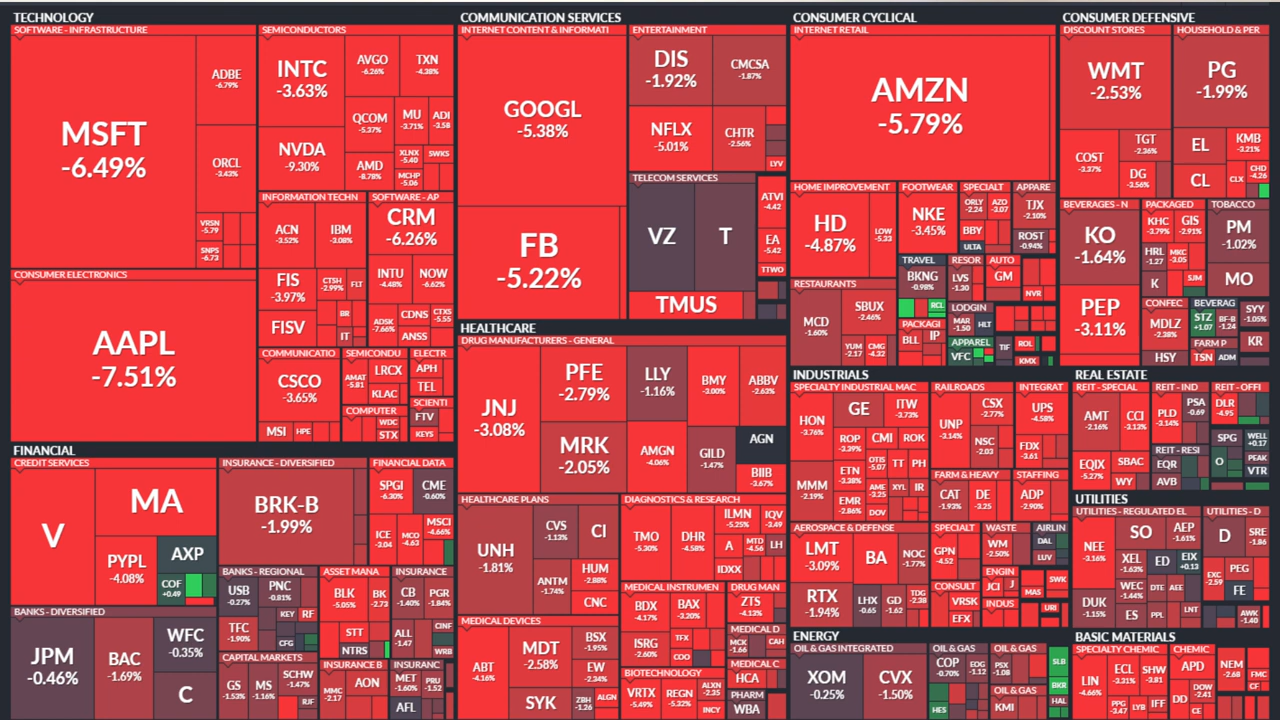 TECHNOLOGY
SOFTWARE - INFRASTRUCTURE
MSFT
-6.49%
ADBE
-6.79%
ORCL
-3.43%
VRSN
-5.79
SNPS
-6.73
SEMICONDUCTORS
INTC
-3.63%
AVGO
-6.26%
TXN
-4.38%
NVDA
-9.30%
QCOM
-5.37%
MU
-3.71%
ADI
-3.58
AMD
-8.78%
XLNX
-5.40
SWKS
MCHP
-5.06
INFORMATION TECHN
ACN
-3.52%
IBM
-3.08%
FIS
-3.97%
CTSH
-2.99%
FLT
FISV
BR
IT
SOFTWARE - AP
CRM
-6.26%
INTU
-4.48%
NOW
-6.62%
ADSK
-7.66%
CDNS
CTXS
-5.55
ANSS
CONSUMER ELECTRONICS
AAPL
-7.51%
COMMUNICATIO
CSCO
-3.65%
MSI
HPE
SEMICONDU
AMAT
-5.81
LRCX
KLAC
COMPUTER
WDC
STX
ELECTR
APH
TEL
SCIENTI
FTV
KEYS
COMMUNICATION SERVICES
INTERNET CONTENT & INFORMATI
GOOGL
-5.38%
FB
-5.22%
ENTERTAINMENT
DIS
-1.92%
CMCSA
-1.87%
NFLX
-5.01%
CHTR
-2.56%
LYV
TELECOM SERVICES
VZ
T
TMUS
ATVI
-4.42
EA
-5.42
TTWO
CONSUMER CYCLICAL
INTERNET RETAIL
AMZN
-5.79%
HOME IMPROVEMENT
HD
-4.87%
LOW
-5.33
FOOTWEAR
NKE
-3.45%
SPECIALT
ORLY
-2.24
AZO
-3.07
BBY
ULTA
APPARE
TJX
-2.10%
ROST
-0.94%
RESTAURANTS
MCD
-1.60%
SBUX
-2.46%
YUM
-2.17
CMG
-4.32
TRAVEL
BKNG
-0.98%
RCL
RESOR
LVS
-1.30
AUTO
GM
NVR
LODGIN
MAR
-1.50
HLT
PACKAGI
BLL
IP
APPAREL
VFC
TIF
ROL
KMX
CONSUMER DEFENSIVE
DISCOUNT STORES
WMT
-2.53%
COST
-3.37%
TGT
-2.36%
DG
-3.56%
HOUSEHOLD & PER
PG
-1.99%
EL
KMB
-3.21%
CL
CLX
CHD
-4.26
BEVERAGES - N
KO
-1.64%
PEP
-3.11%
PACKAGED
KHC
-3.79%
GIS
-2.91%
HRL
-1.27
MKC
-3.05
K
SJM
TOBACCO
PM
-1.02%
MO
CONFEC
MDLZ
-2.28%
HSY
BEVERAG
STZ
+1.07
BF-B
-1.24
FARM P
TSN
ADM
SYY
-1.05%
KR
HEALTHCARE
DRUG MANUFACTURERS - GENERAL
JNJ
-3.08%
PFE
-2.79%
LLY
-1.16%
BMY
-3.00%
ABBV
-2.63%
MRK
-2.05%
AMGN
-4.06%
GILD
-1.47%
AGN
BIIB
-3.67%
HEALTHCARE PLANS
UNH
-1.81%
CVS
-1.13%
CI
ANTM
-1.74%
HUM
-2.88%
CNC
DIAGNOSTICS & RESEARCH
TMO
-5.30%
DHR
-4.58%
ILMN
-5.25%
IQV
-3.49
A
MTD
-4.56
LH
IDXX
MEDICAL DEVICES
ABT
-4.16%
MDT
-2.58%
BSX
-1.95%
EW
-2.34%
SYK
ZBH
-1.26
ALGN
MEDICAL INSTRUMEN
BDX
-4.17%
BAX
-3.20%
ISRG
-2.60%
TFX
COO
DRUG MAN
ZTS
-4.13%
MEDICAL D
MCK
-1.66
CAH
BIOTECHNOLOGY
VRTX
-5.49%
REGN
-5.32%
ALXN
-2.35
INCY
MEDICAL C
HCA
PHARM
WBA
FINANCIAL
CREDIT SERVICES
V
MA
PYPL
-4.08%
AXP
COF
+0.49
INSURANCE - DIVERSIFIED
BRK-B
-1.99%
FINANCIAL DATA
SPGI
-6.30%
CME
-0.60%
ICE
-3.04
MCO
-4.63
MSCI
-4.66%
BANKS - DIVERSIFIED
JPM
-0.46%
BAC
-1.69%
WFC
-0.35%
C
BANKS - REGIONAL
USB
-0.27%
PNC
-0.81%
TFC
-1.90%
KEY
RF
CFG
ASSET MANA
BLK
-5.05%
BK
-2.73
STT
NTRS
INSURANCE
CB
-1.40%
PGR
-1.84%
ALL
-1.47
CINF
WRB
CAPITAL MARKETS
GS
-1.53%
MS
-1.16%
SCHW
-1.47%
RJF
INSURANCE B
MMC
-2.17
AON
INSURANC
MET
-1.60%
PRU
-1.52
AFL
INDUSTRIALS
SPECIALTY INDUSTRIAL MAC
HON
-3.76%
GE
ITW
-3.73%
ROP
-3.39%
CMI
ROK
MMM
-2.19%
ETN
-3.38%
OTIS
-5.07
TT
PH
EMR
-2.86%
AME
-3.25
XYL
IR
DOV
RAILROADS
UNP
-3.14%
CSX
-2.77%
NSC
-2.03
INTEGRAT
UPS
-4.58%
FDX
-3.61
FARM & HEAVY
CAT
-1.93%
DE
-3.25
STAFFING
ADP
-2.90%
AEROSPACE & DEFENSE
LMT
-3.09%
BA
NOC
-1.77%
RTX
-1.94%
LHX
-0.65
GD
-1.62
TDG
-2.38
SPECIALT
GPN
-4.52
WASTE
WM
-2.50%
AIRLIN
DAL
LUV
CONSULT
VRSK
EFX
ENGIN
JCI
J
INDUS
MAS
SWK
URI
REAL ESTATE
REIT - SPECIAL
AMT
-2.16%
CCI
-3.13%
EQIX
-5.27%
SBAC
WY
REIT - IND
PLD
-3.14%
PSA
-0.69
REIT - OFFI
DLR
-4.95
REIT - RESI
EQR
AVB
SPG
O
WELL
+0.17
PEAK
VTR
UTILITIES
UTILITIES - REGULATED EL
NEE
-3.16%
SO
AEP
-1.61%
XEL
-1.63%
ED
EIX
+0.13
DUK
-1.15%
WEC
-1.44%
DTE
AEE
ES
PPL
LNT
UTILITIES - D
D
SRE
-1.86
EXC
-2.59
PEG
FE
AWK
-1.40
ENERGY
OIL & GAS INTEGRATED
XOM
-0.25%
CVX
-1.50%
OIL & GAS
COP
-0.70%
EOG
-1.12
HES
OIL & GAS
PSX
-1.08
OIL & GAS
KMI
SLB
BKR
HAL
BASIC MATERIALS
SPECIALTY CHEMIC
LIN
-4.66%
ECL
-3.31%
SHW
-3.81
PPG
-3.47
LYB
IFF
CHEMIC
APD
DD
DOW
-2.41
CE
NEM
-2.68
FMC
CF